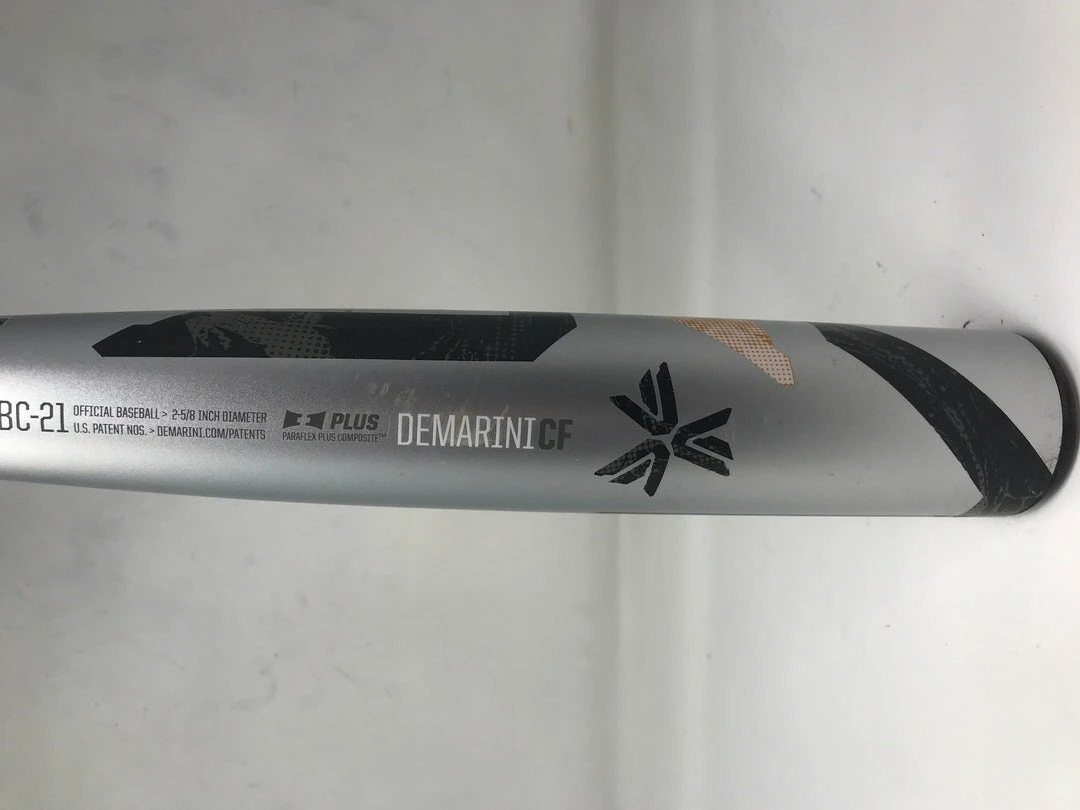 BC-21
OFFICIAL BASEBALL > 2-5/8 INCH DIAMETER
U.S. PATENT NOS. > DEMARINI.COM/PATENTS
PLUS
PARAFLEX PLUS COMPOSITE™
DEMARINI CF